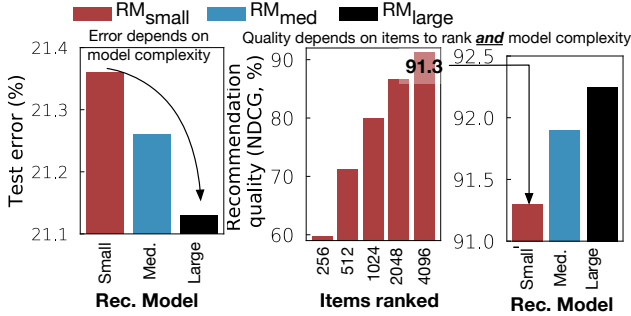 RMsmall RMmed RMlarge
Error depends on
model complexity
Quality depends on items to rank and model complexity
Test error (%)
21.4
21.3
21.2
21.1
Small
Med.
Large
Rec. Model
Recommendation
quality (NDCG, %)
90
80
70
60
91.3
256
512
1024
2048
4096
Items ranked
92.5
92.0
91.5
91.0
Small
Med.
Large
Rec. Model